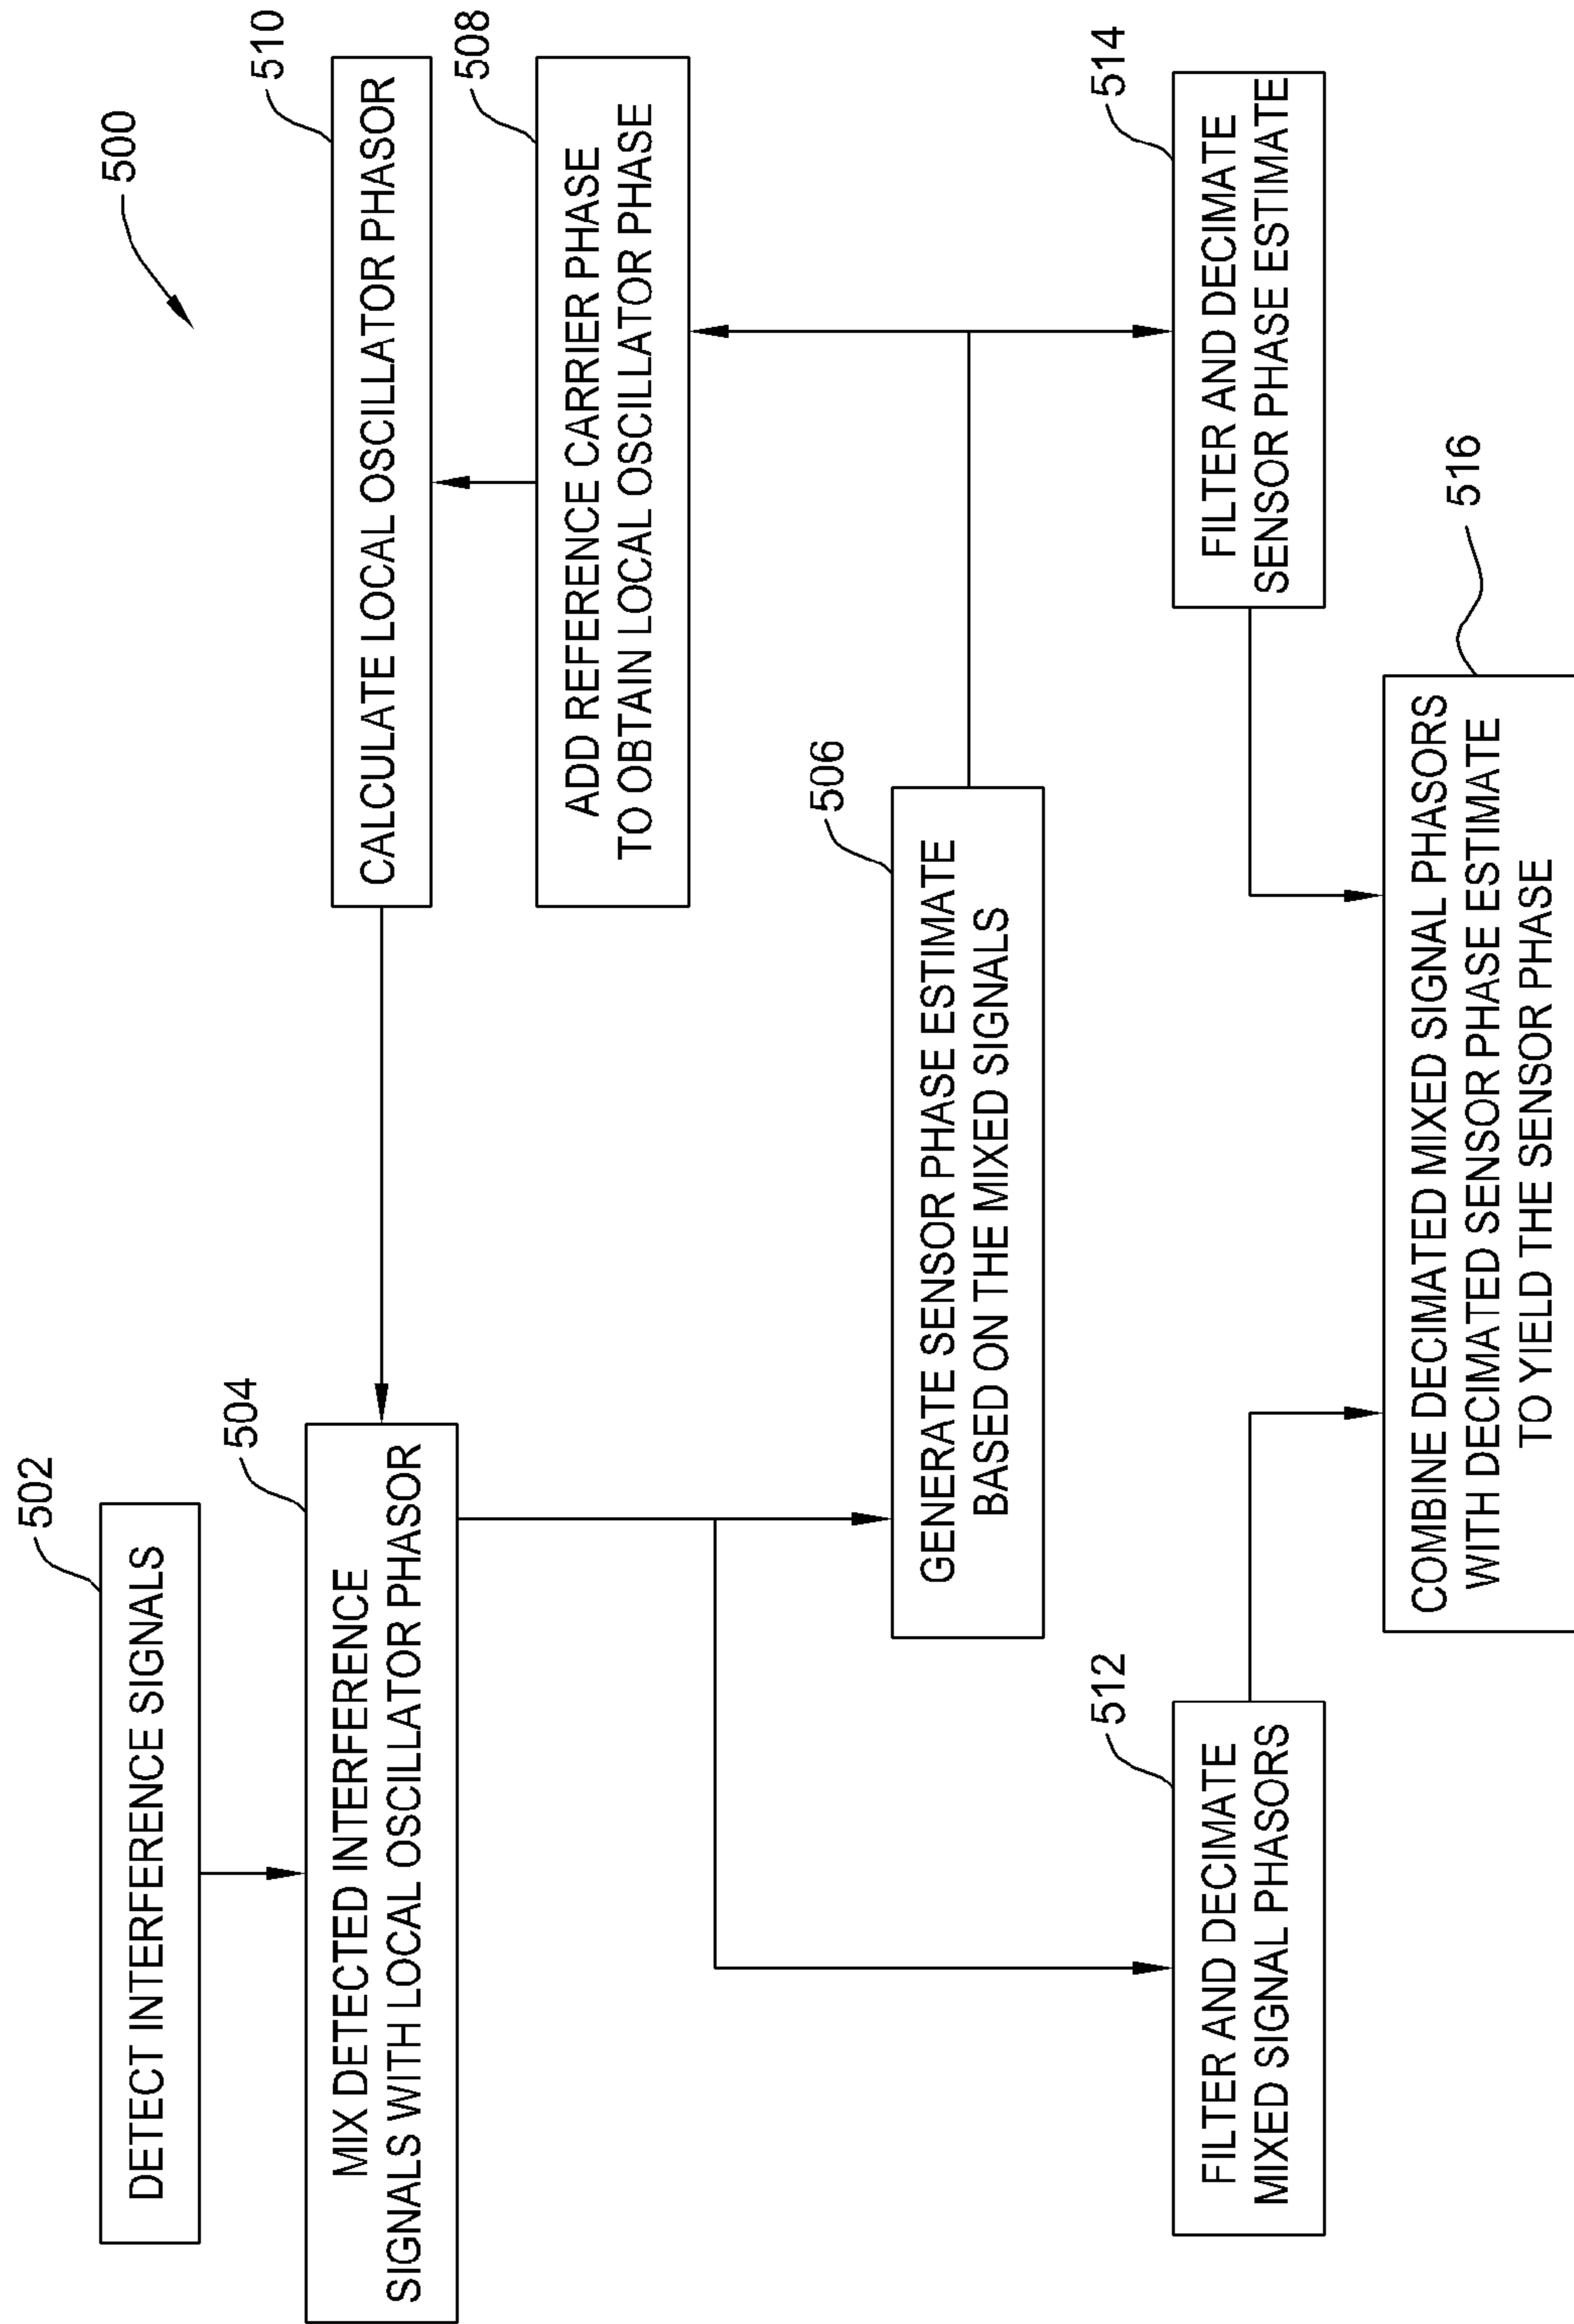 500
502
DETECT INTERFERENCE SIGNALS
504
MIX DETECTED INTERFERENCE
SIGNALS WITH LOCAL OSCILLATOR PHASOR
510
CALCULATE LOCAL OSCILLATOR PHASOR
508
ADD REFERENCE CARRIER PHASE
TO OBTAIN LOCAL OSCILLATOR PHASE
506
GENERATE SENSOR PHASE ESTIMATE
BASED ON THE MIXED SIGNALS
512
FILTER AND DECIMATE
MIXED SIGNAL PHASORS
514
FILTER AND DECIMATE
SENSOR PHASE ESTIMATE
516
COMBINE DECIMATED MIXED SIGNAL PHASORS
WITH DECIMATED SENSOR PHASE ESTIMATE
TO YIELD THE SENSOR PHASE